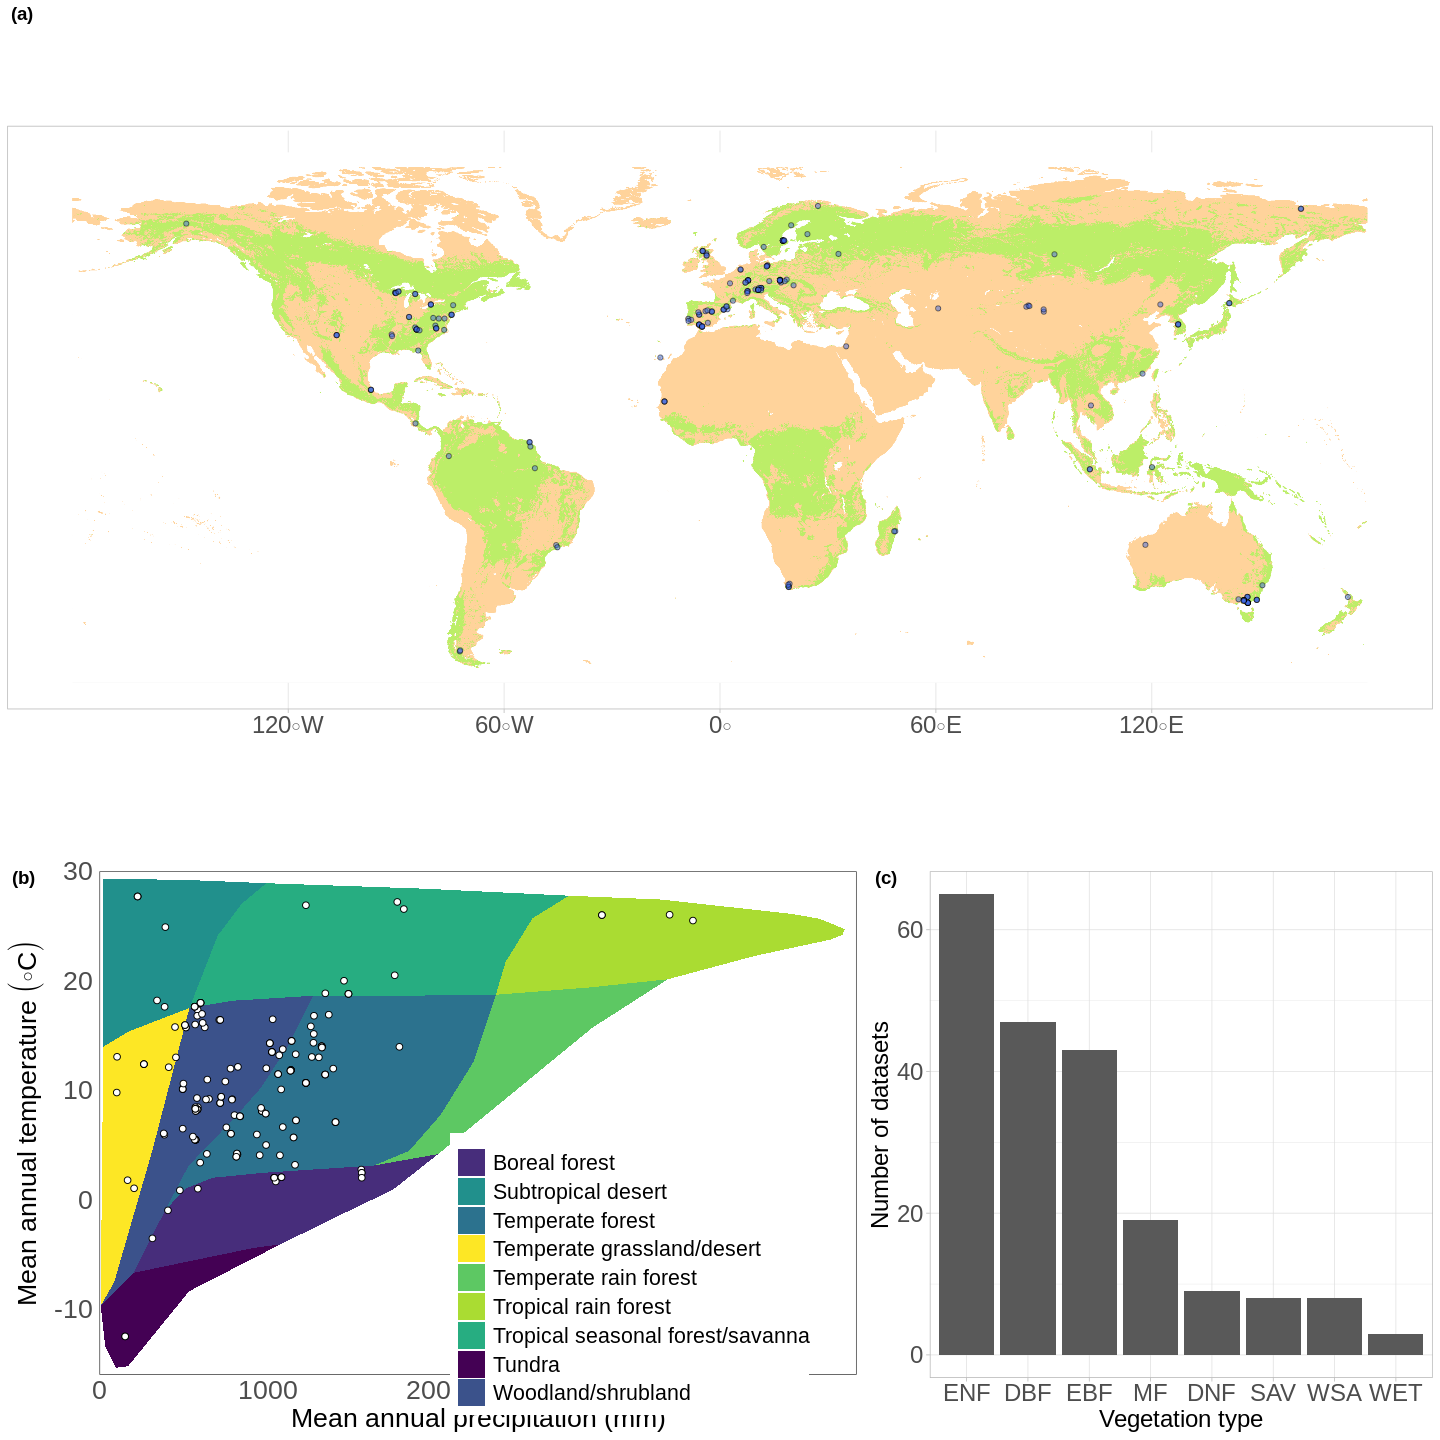 (a)
120°W 60°W 0° 60°E 120°E
(b)
30
20
10
0
-10
Mean annual temperature (°C)
0 1000 200
Mean annual precipitation (mm)
Boreal forest
Subtropical desert
Temperate forest
Temperate grassland/desert
Temperate rain forest
Tropical rain forest
Tropical seasonal forest/savanna
Tundra
Woodland/shrubland
(c)
60
40
20
0
Number of datasets
ENF DBF EBF MF DNF SAV WSA WET
Vegetation type